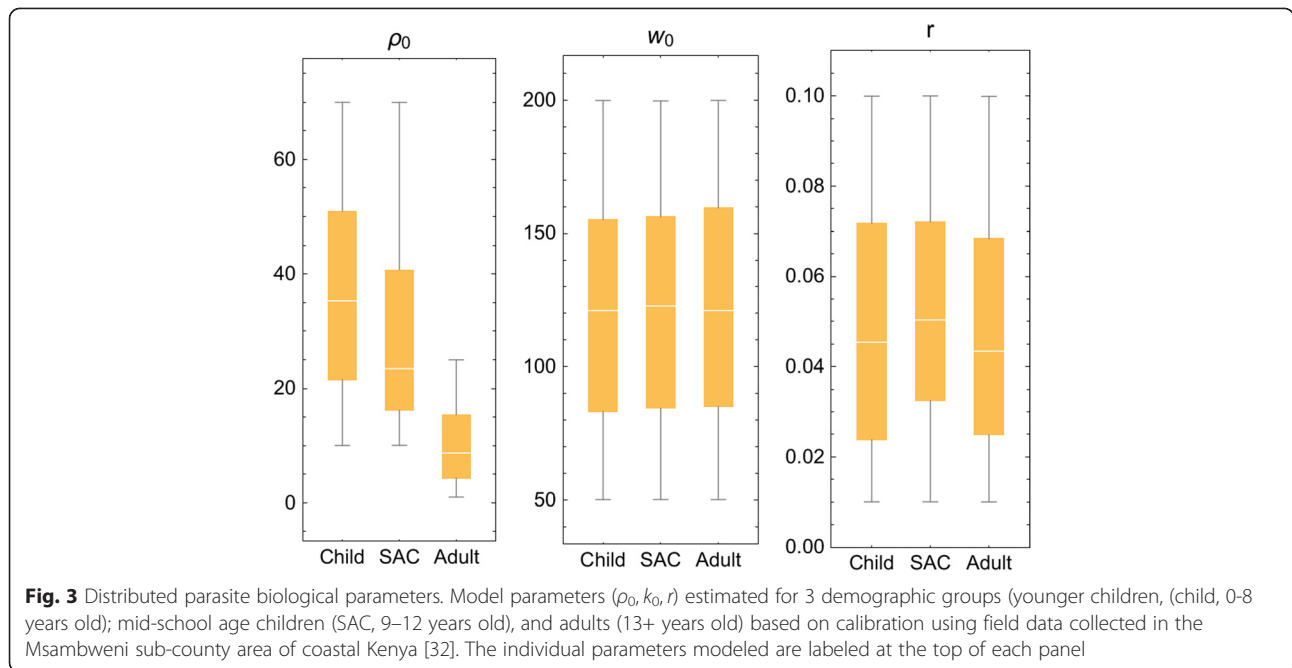 ρ0 w0 r
60
40
20
0
Child SAC Adult
200
150
100
50
Child SAC Adult
0.10
0.08
0.06
0.04
0.02
0.00
Child SAC Adult
Fig. 3 Distributed parasite biological parameters. Model parameters (ρ0, k0, r) estimated for 3 demographic groups (younger children, (child, 0-8
years old); mid-school age children (SAC, 9–12 years old), and adults (13+ years old) based on calibration using field data collected in the
Msambweni sub-county area of coastal Kenya [32]. The individual parameters modeled are labeled at the top of each panel